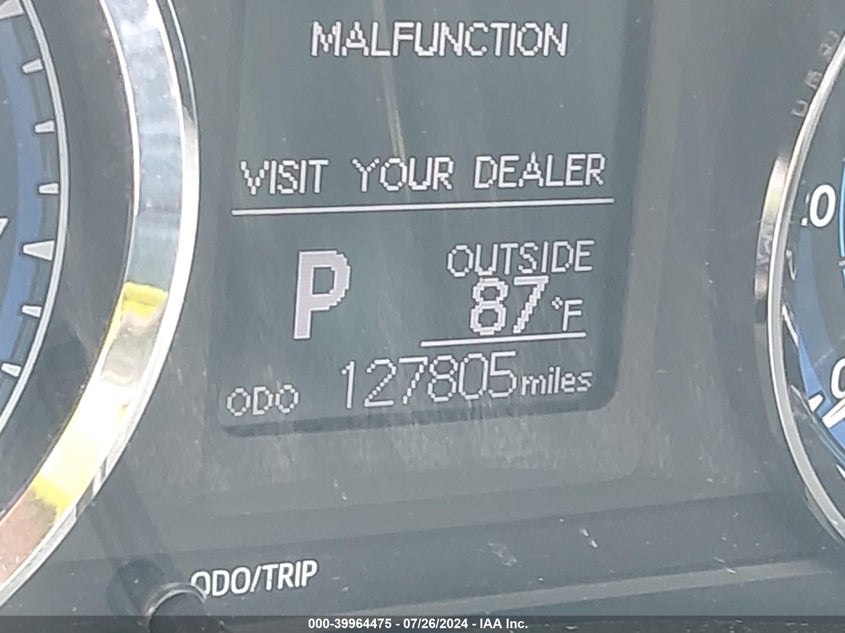 MALFUNCTION
VISIT YOUR DEALER
P
OUTSIDE
87°F
ODO 127805 miles
ODO/TRIP
000-39964475 - 07/26/2024 - IAA Inc.